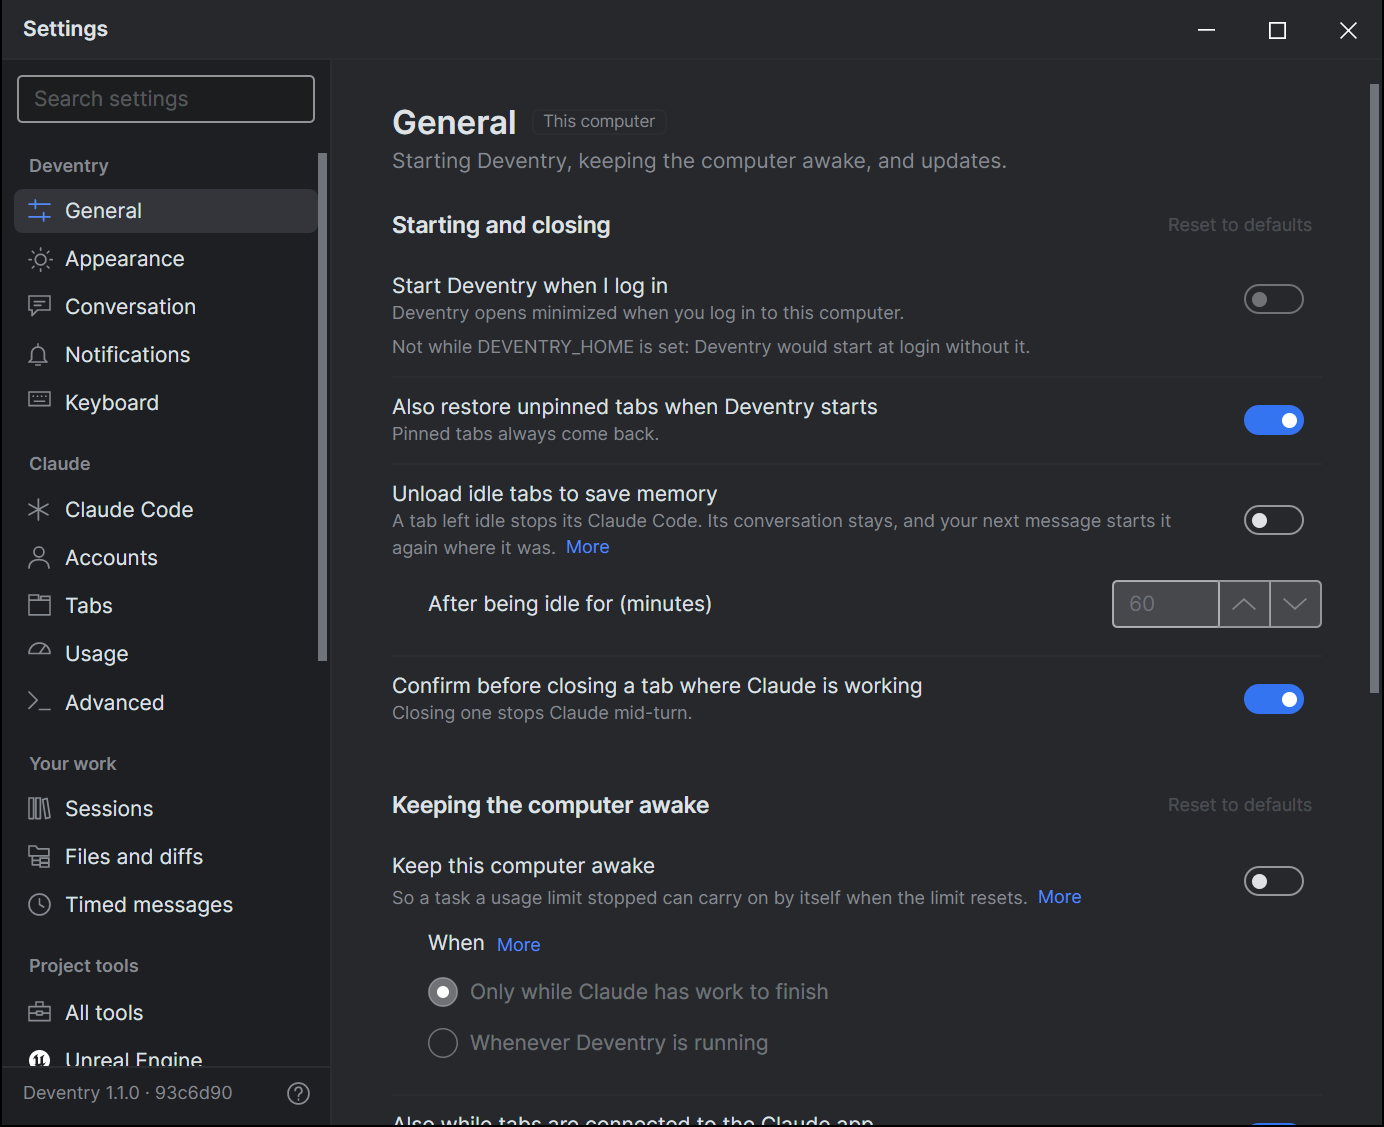 Settings
Search settings
Deventry
General
Appearance
Conversation
Notifications
Keyboard
Claude
Claude Code
Accounts
Tabs
Usage
Advanced
Your work
Sessions
Files and diffs
Timed messages
Project tools
All tools
Unreal Engine
Deventry 1.1.0 · 93c6d90
General This computer
Starting Deventry, keeping the computer awake, and updates.
Starting and closing Reset to defaults
Start Deventry when I log in
Deventry opens minimized when you log in to this computer.
Not while DEVENTRY_HOME is set: Deventry would start at login without it.
Also restore unpinned tabs when Deventry starts
Pinned tabs always come back.
Unload idle tabs to save memory
A tab left idle stops its Claude Code. Its conversation stays, and your next message starts it
again where it was. More
After being idle for (minutes) 60
Confirm before closing a tab where Claude is working
Closing one stops Claude mid-turn.
Keeping the computer awake Reset to defaults
Keep this computer awake
So a task a usage limit stopped can carry on by itself when the limit resets. More
When More
Only while Claude has work to finish
Whenever Deventry is running
Also while tabs are connected to the Claude app